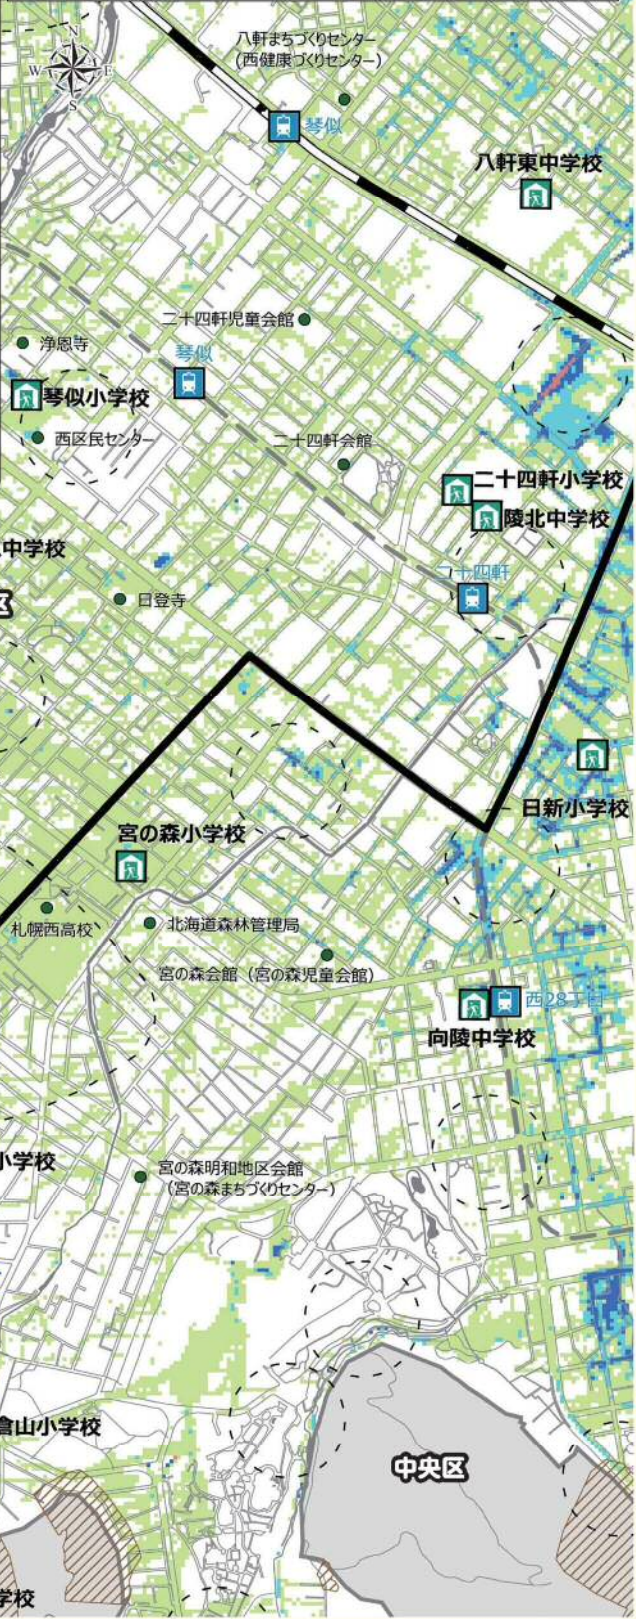 N
W E
S
八軒まちづくりセンター
(西健康づくりセンター)
琴似
八軒東中学校
二十四軒児童会館
浄恩寺
琴似
琴似小学校
西区民センター
二十四軒会館
二十四軒小学校
陵北中学校
中学校
二十四軒
区
日登寺
日新小学校
宮の森小学校
札幌西高校
北海道森林管理局
宮の森会館（宮の森児童会館）
西28丁目
向陵中学校
小学校
宮の森明和地区会館
（宮の森まちづくりセンター）
倉山小学校
中央区
学校